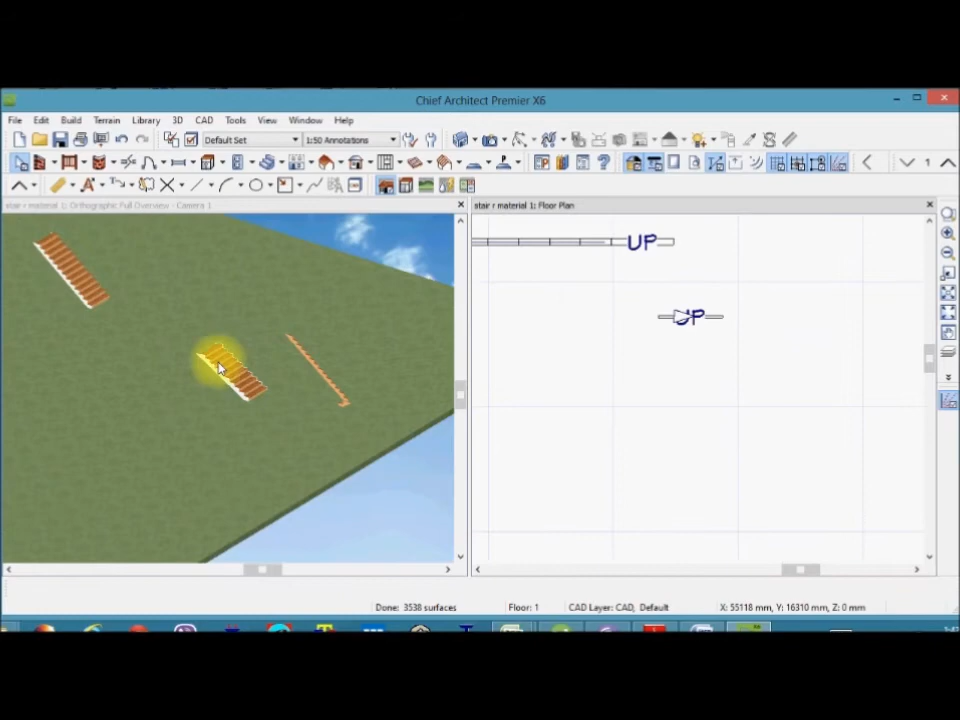 Chief Architect Premier X6
File Edit Build Terrain Library 3D CAD Tools View Window Help
Default Set 1:50 Annotations
1
stair r material 1: Orthographic Full Overview - Camera 1
stair r material 1: Floor Plan
UP
UP
Done: 3538 surfaces Floor: 1 CAD Layer: CAD, Default X: 55118 mm, Y: 16310 mm, Z: 0 mm